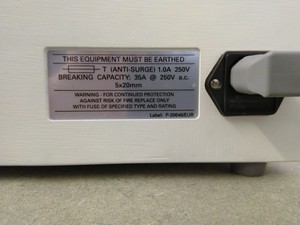 THIS EQUIPMENT MUST BE EARTHED
T (ANTI-SURGE) 1.0A 250V
BREAKING CAPACITY: 35A @ 250V a.c.
5x20mm
WARNING - FOR CONTINUED PROTECTION
AGAINST RISK OF FIRE REPLACE ONLY
WITH FUSE OF SPECIFIED TYPE AND RATING
Label: